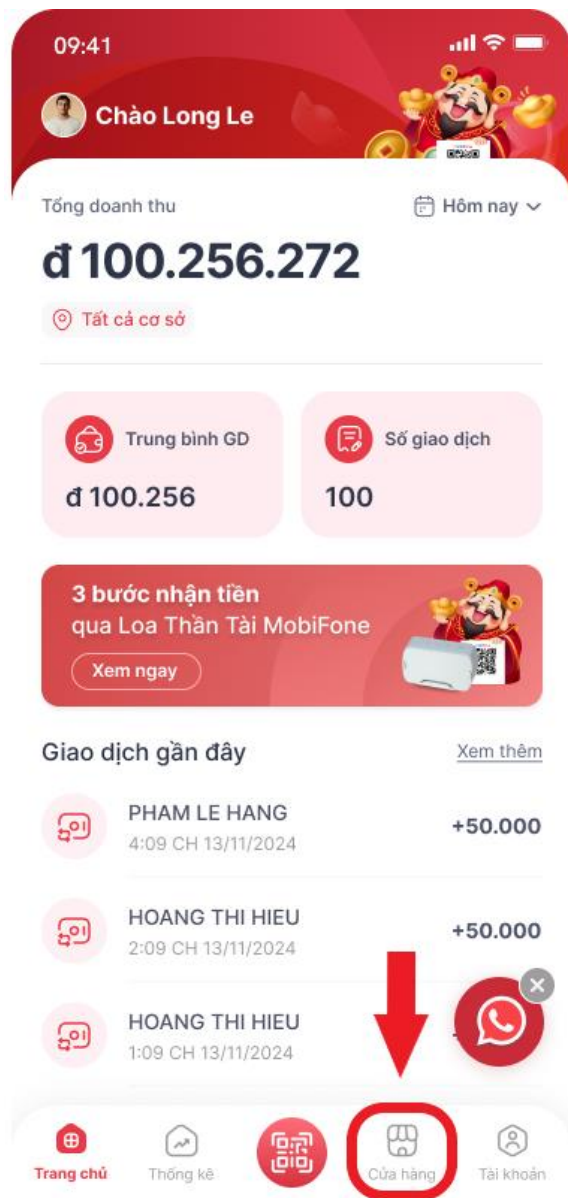 09:41
Chào Long Le
Tổng doanh thu
Hôm nay
đ 100.256.272
Tất cả cơ sở
Trung bình GD
Số giao dịch
đ 100.256
100
3 bước nhận tiền
qua Loa Thần Tài MobiFone
Xem ngay
Giao dịch gần đây
Xem thêm
PHAM LE HANG
+50.000
4:09 CH 13/11/2024
HOANG THI HIEU
+50.000
2:09 CH 13/11/2024
HOANG THI HIEU
1:09 CH 13/11/2024
Trang chủ
Thống kê
Cửa hàng
Tài khoản